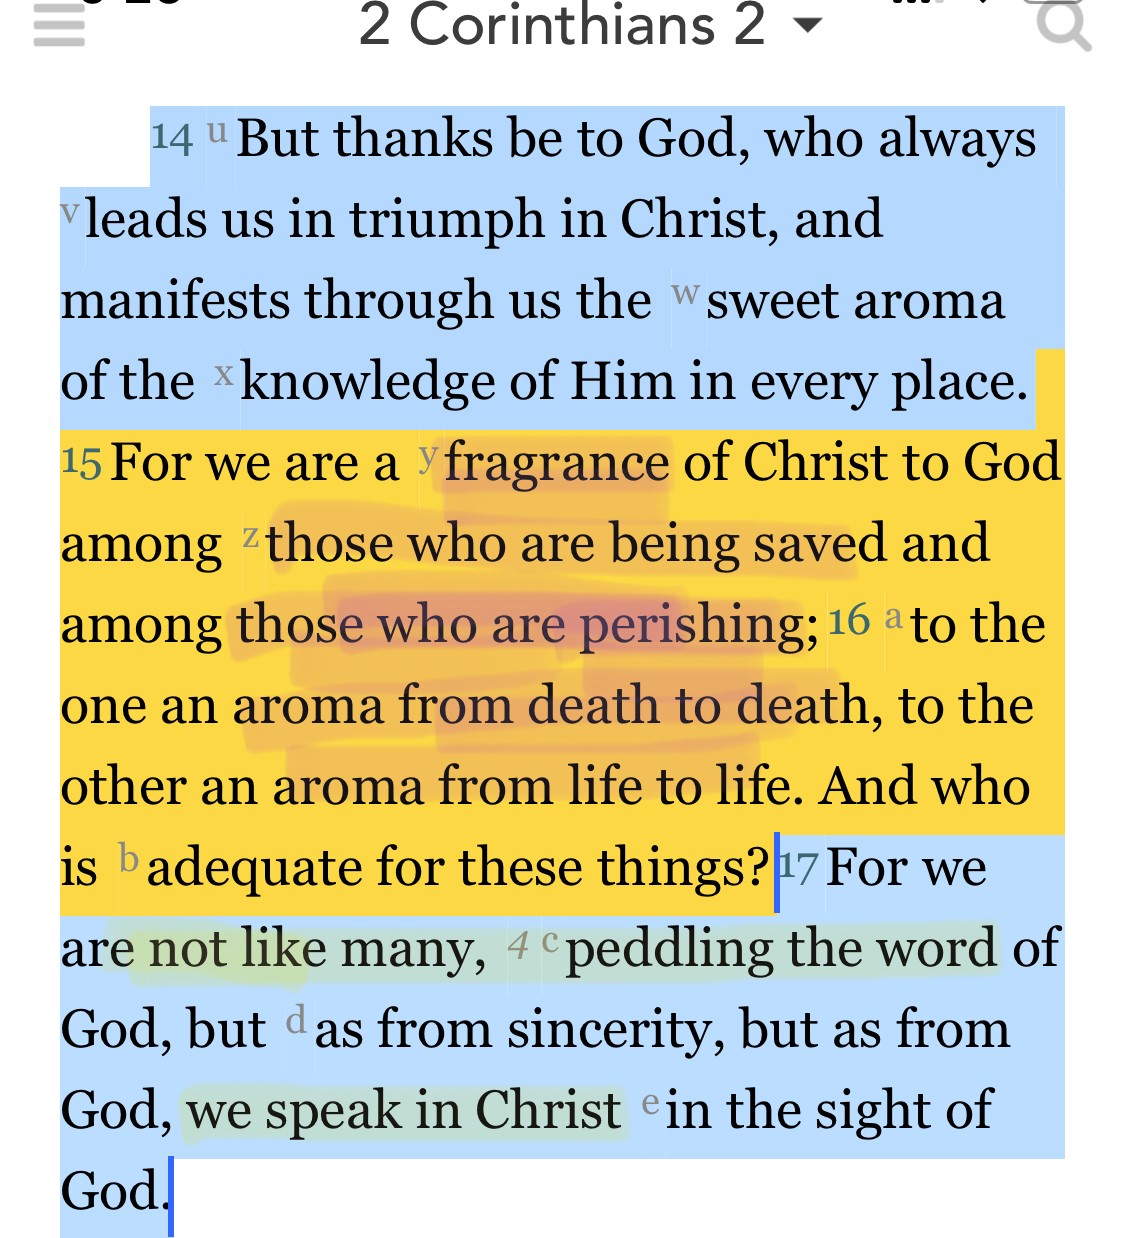 2 Corinthians 2
14 u But thanks be to God, who always
v leads us in triumph in Christ, and
manifests through us the w sweet aroma
of the x knowledge of Him in every place.
15 For we are a y fragrance of Christ to God
among z those who are being saved and
among those who are perishing; 16 a to the
one an aroma from death to death, to the
other an aroma from life to life. And who
is b adequate for these things? 17 For we
are not like many, 4 c peddling the word of
God, but d as from sincerity, but as from
God, we speak in Christ e in the sight of
God.